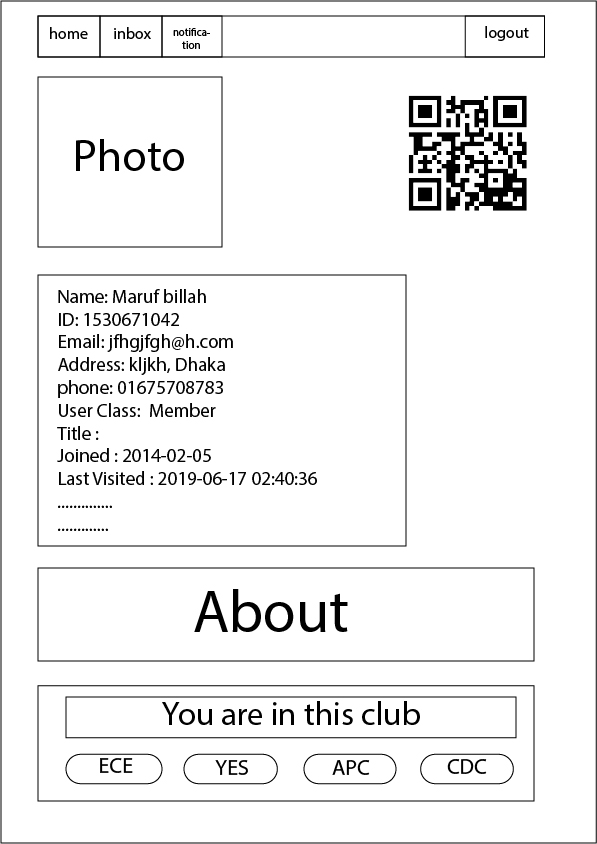 home inbox notifica- logout
tion
Photo
Name: Maruf billah
ID: 1530671042
Email: jfhgjfgh@h.com
Address: kljkh, Dhaka
phone: 01675708783
User Class:  Member
Title :
Joined : 2014-02-05
Last Visited : 2019-06-17 02:40:36
..............
.............
About
You are in this club
ECE YES APC CDC